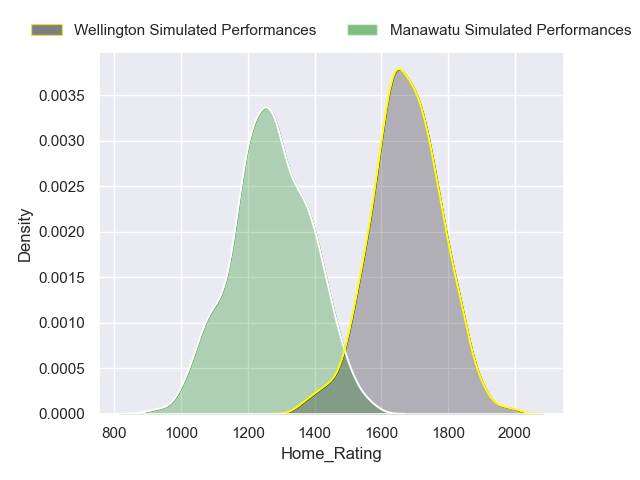 Wellington Simulated Performances
Manawatu Simulated Performances
0.0035
0.0030
0.0025
0.0020
0.0015
0.0010
0.0005
0.0000
Density
800 1000 1200 1400 1600 1800 2000
Home_Rating